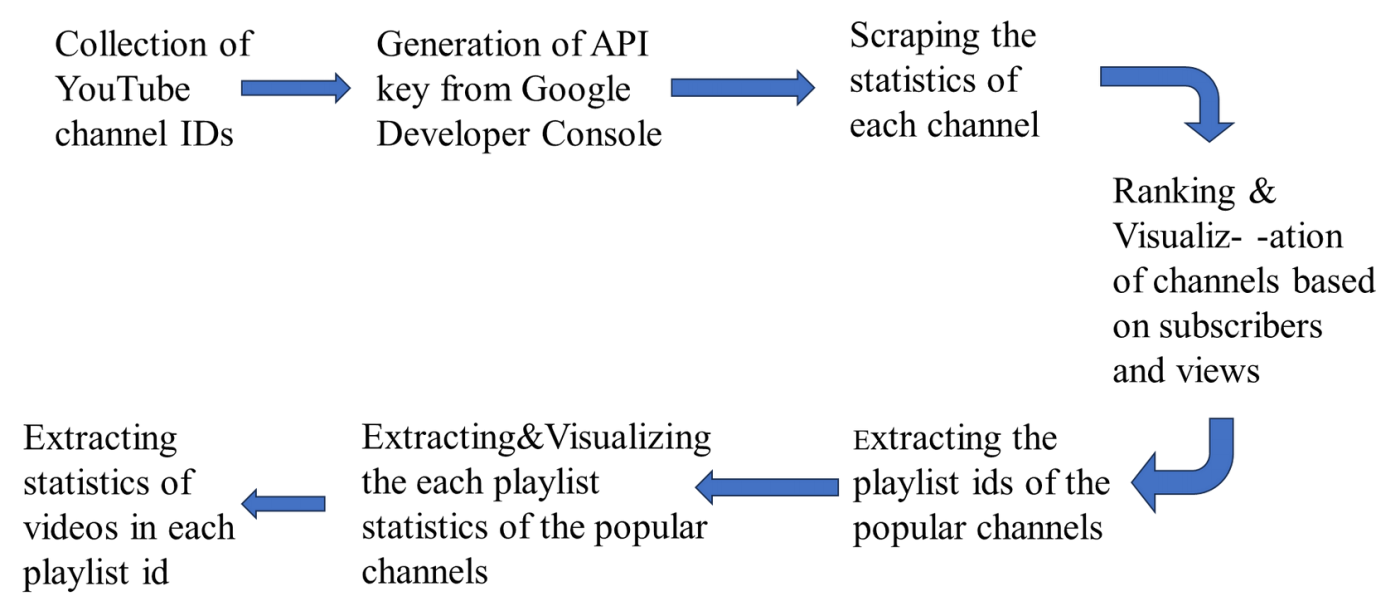 Collection of
YouTube
channel IDs
Generation of API
key from Google
Developer Console
Scraping the
statistics of
each channel
Ranking &
Visualiz- -ation
of channels based
on subscribers
and views
Extracting the
playlist ids of the
popular channels
Extracting&Visualizing
the each playlist
statistics of the popular
channels
Extracting
statistics of
videos in each
playlist id